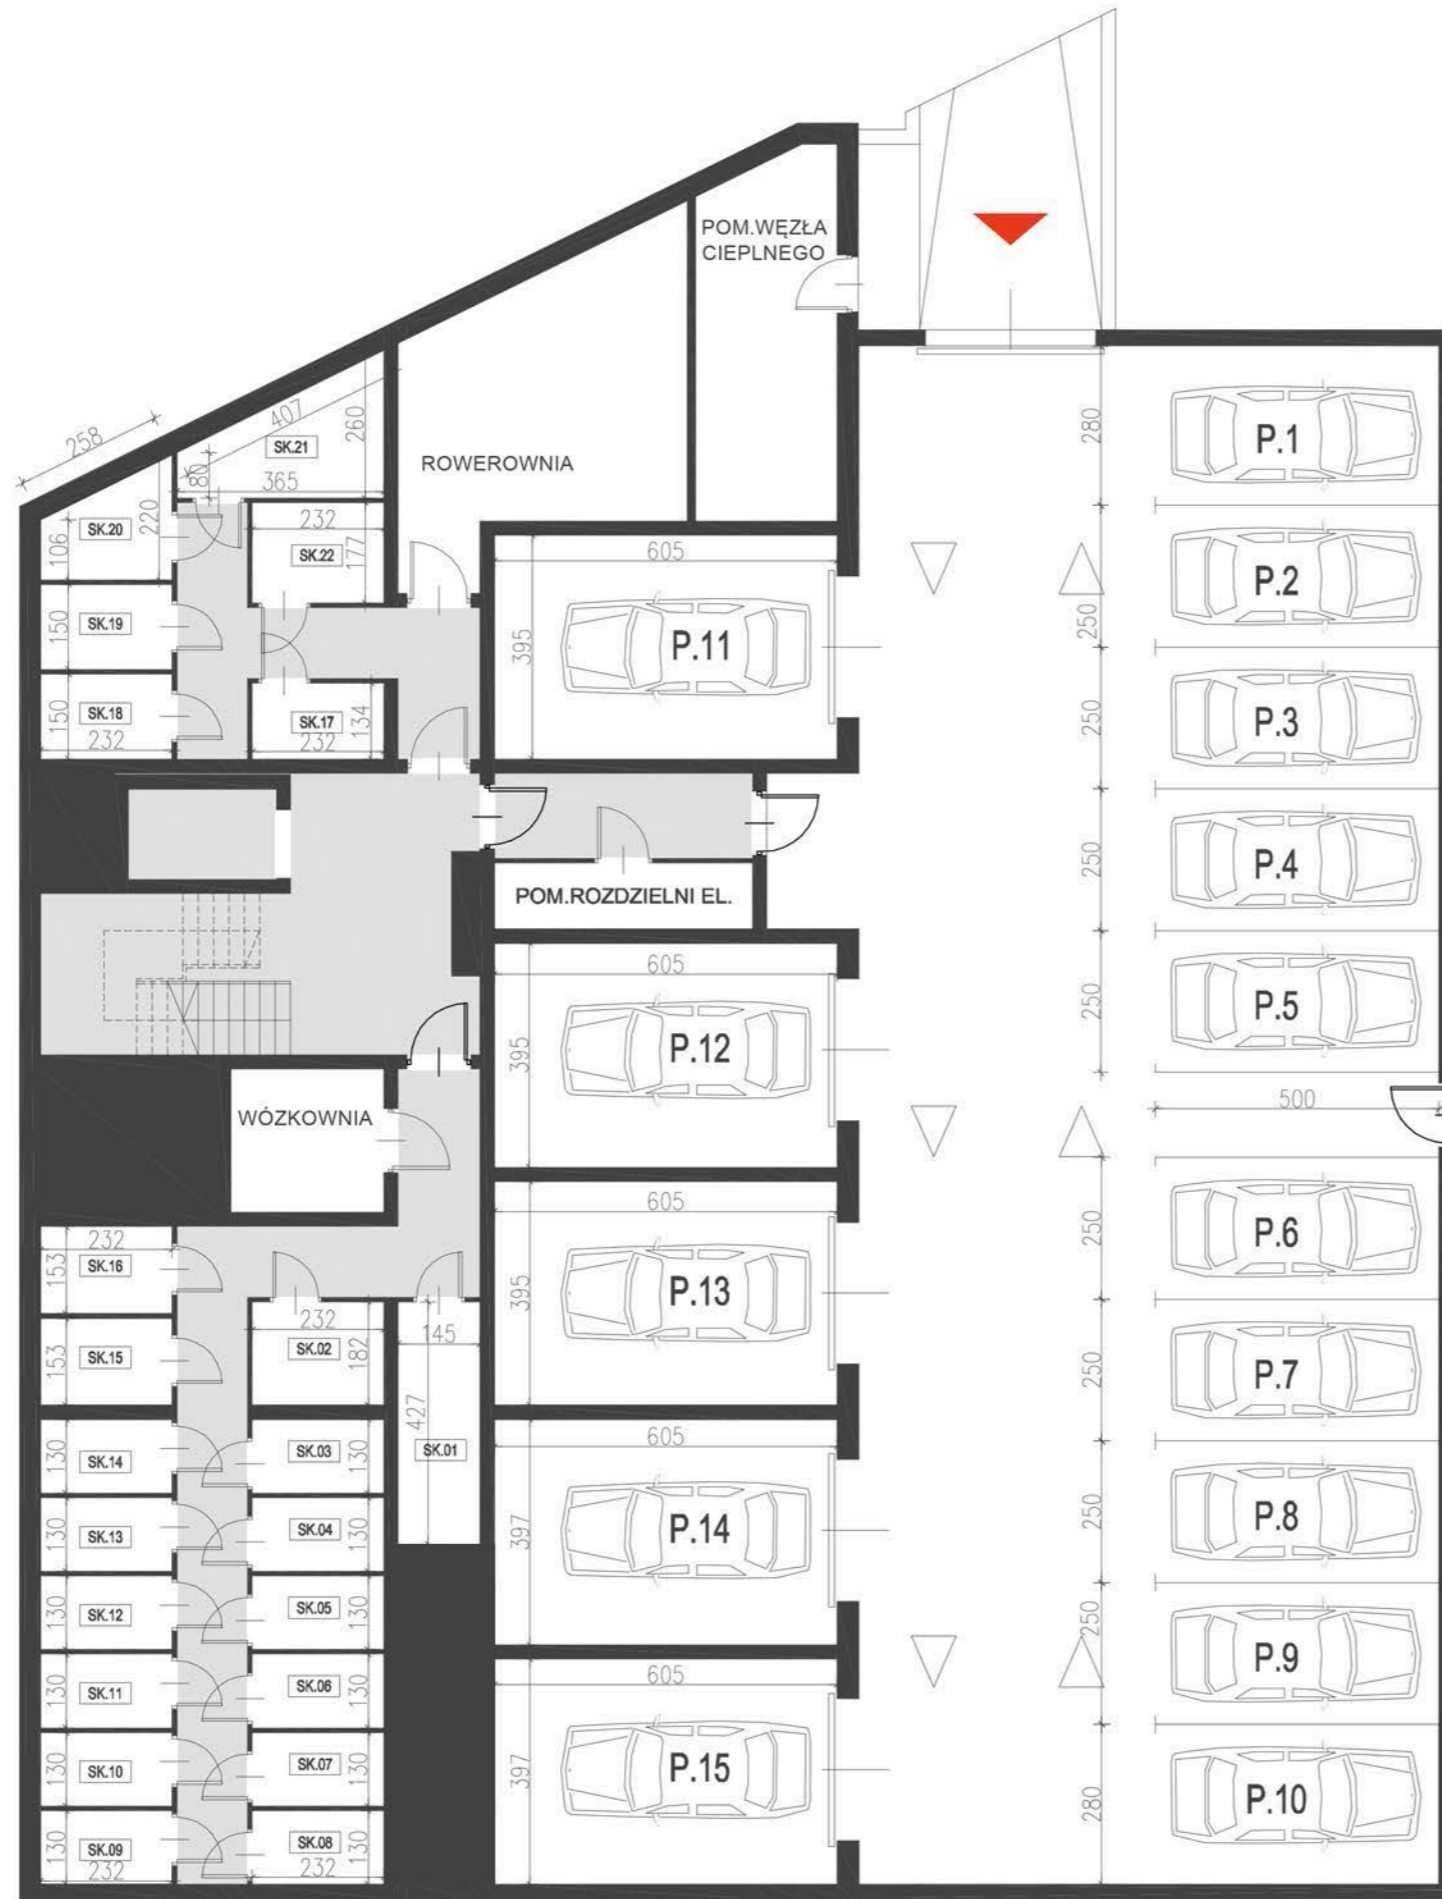 POM.WĘZŁA
CIEPLNEGO
280
P.1
258
407
260
SK.21
80
365
ROWEROWNIA
220
106
SK.20
232
177
SK.22
605
395
P.11
P.2
250
150
SK.19
150
SK.18
232
SK.17
134
232
250
P.3
250
P.4
POM.ROZDZIELNI EL.
250
P.5
605
395
P.12
500
WÓZKOWNIA
605
395
P.13
250
P.6
232
153
SK.16
153
SK.15
232
182
SK.02
145
427
SK.01
250
P.7
605
397
P.14
250
P.8
130
SK.14
SK.03
130
130
SK.13
SK.04
130
130
SK.12
SK.05
130
250
P.9
130
SK.11
SK.06
130
605
397
P.15
130
SK.10
SK.07
130
280
P.10
130
SK.09
232
SK.08
130
232